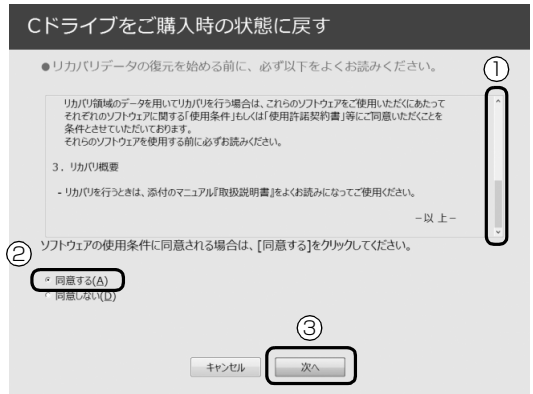 Cドライブをご購入時の状態に戻す
●リカバリデータの復元を始める前に、必ず以下をよくお読みください。
①
リカバリ領域のデータを用いてリカバリを行う場合は、これらのソフトウェアをご使用いただくにあたって
それぞれのソフトウェアに関する「使用条件」もしくは「使用許諾契約書」等にご同意いただくことを
条件とさせていただいております。
それらのソフトウェアを使用する前に必ずお読みください。
3．リカバリ概要
- リカバリを行うときは、添付のマニュアル『取扱説明書』をよくお読みになってご使用ください。
－以 上－
ソフトウェアの使用条件に同意される場合は、[同意する]をクリックしてください。
②
同意する(A)
同意しない(D)
③
キャンセル 次へ